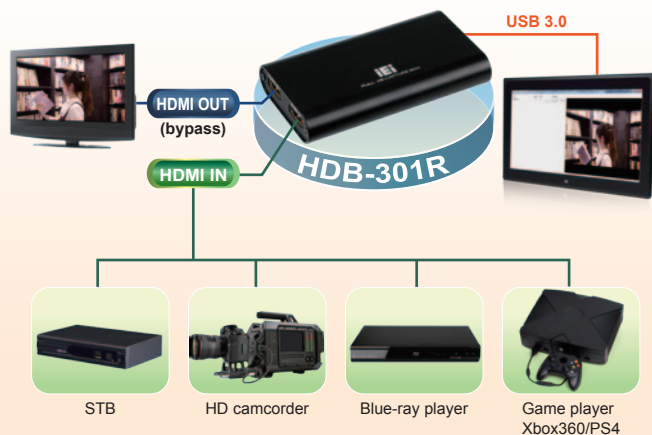 USB 3.0
iEi
HDMI OUT
(bypass)
HDMI IN
HDB-301R
STB
HD camcorder
Blue-ray player
Game player
Xbox360/PS4